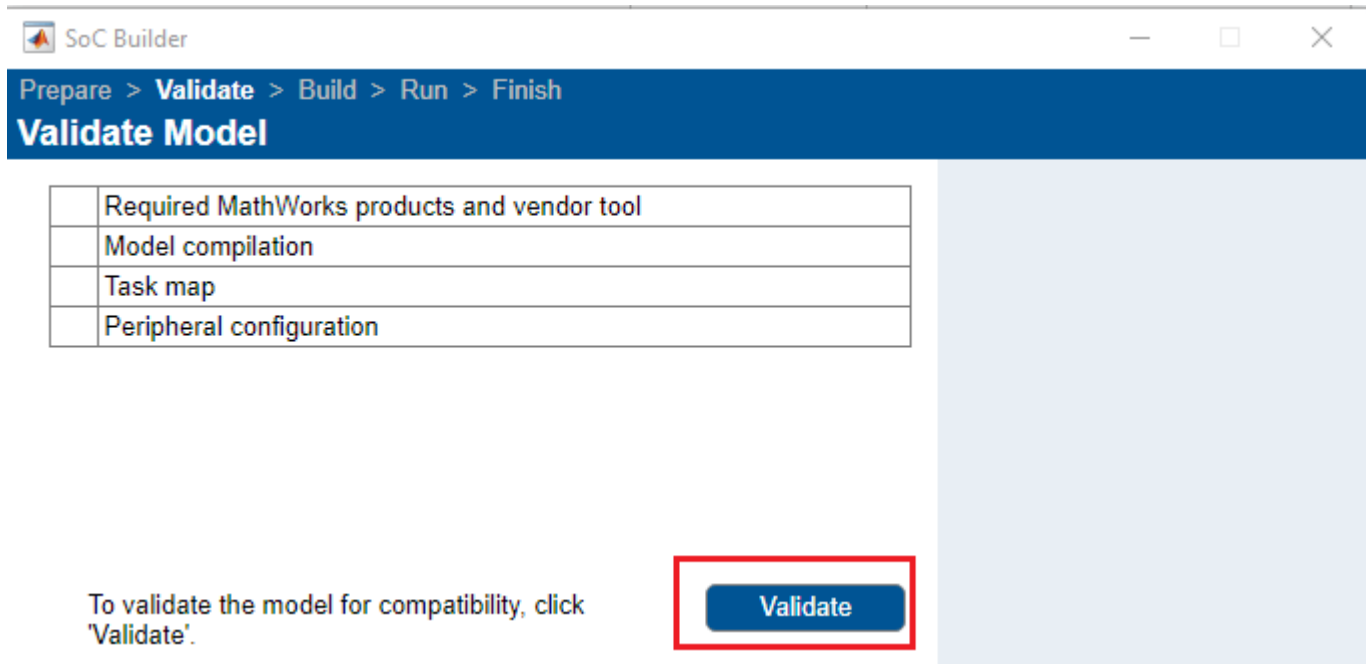 SoC Builder
Prepare > Validate > Build > Run > Finish
Validate Model
Required MathWorks products and vendor tool
Model compilation
Task map
Peripheral configuration
To validate the model for compatibility, click
'Validate'.
Validate